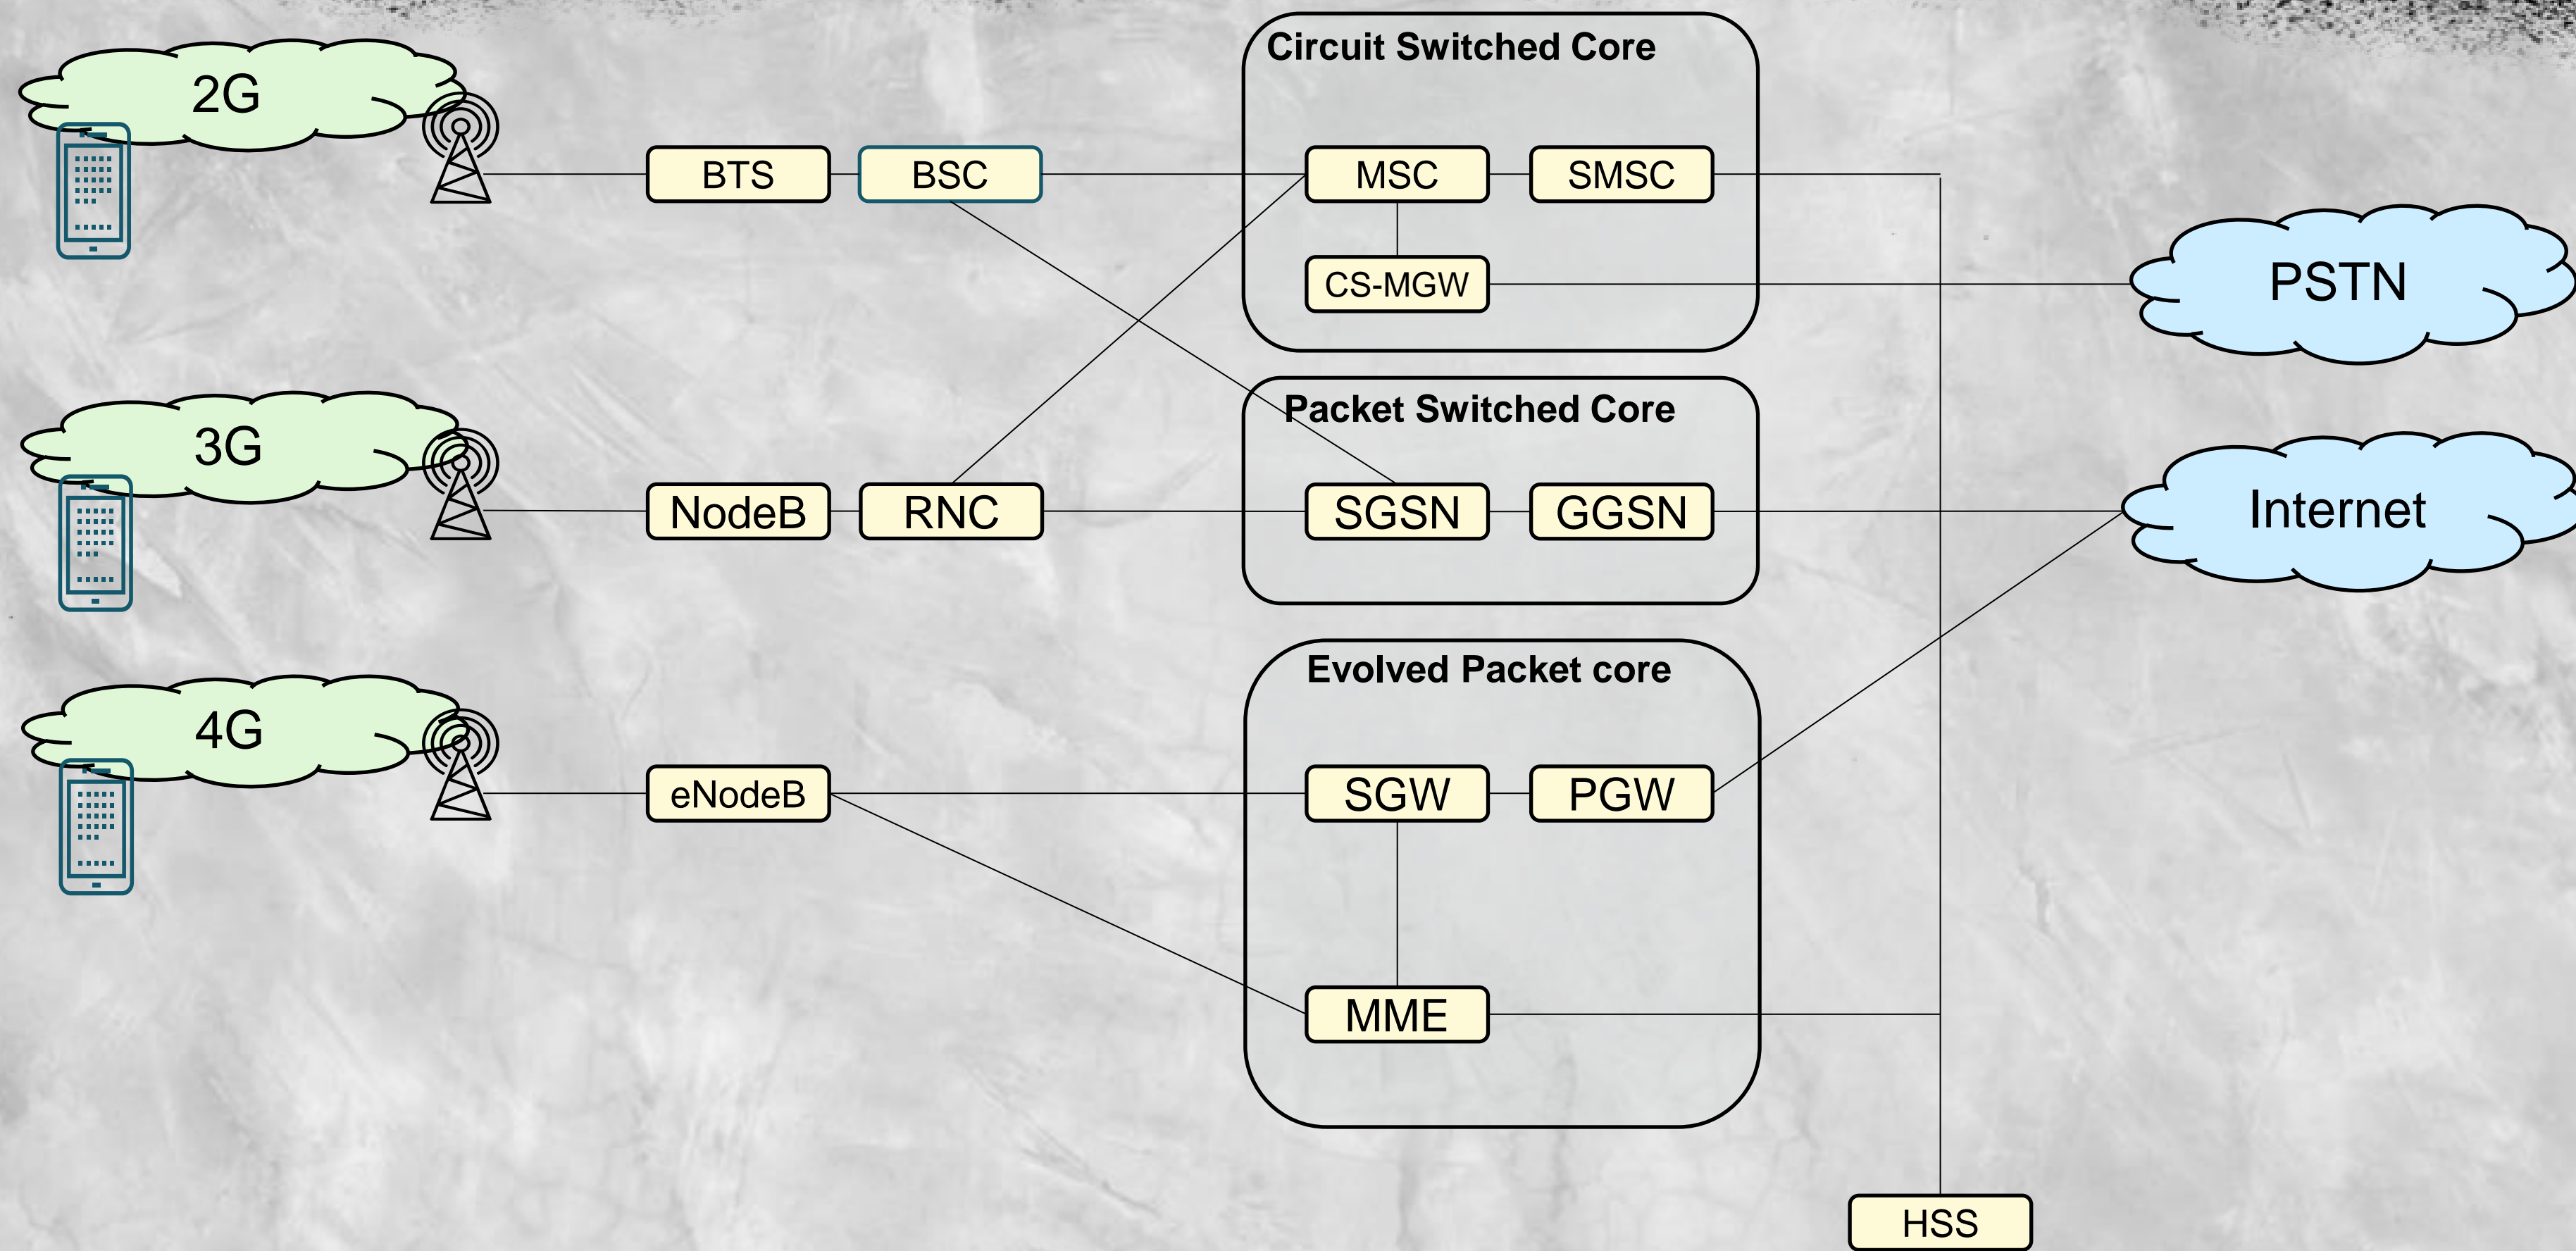 Circuit Switched Core
2G
BTS
BSC
MSC
SMSC
CS-MGW
PSTN
Packet Switched Core
3G
NodeB
RNC
SGSN
GGSN
Internet
Evolved Packet core
4G
eNodeB
SGW
PGW
MME
HSS